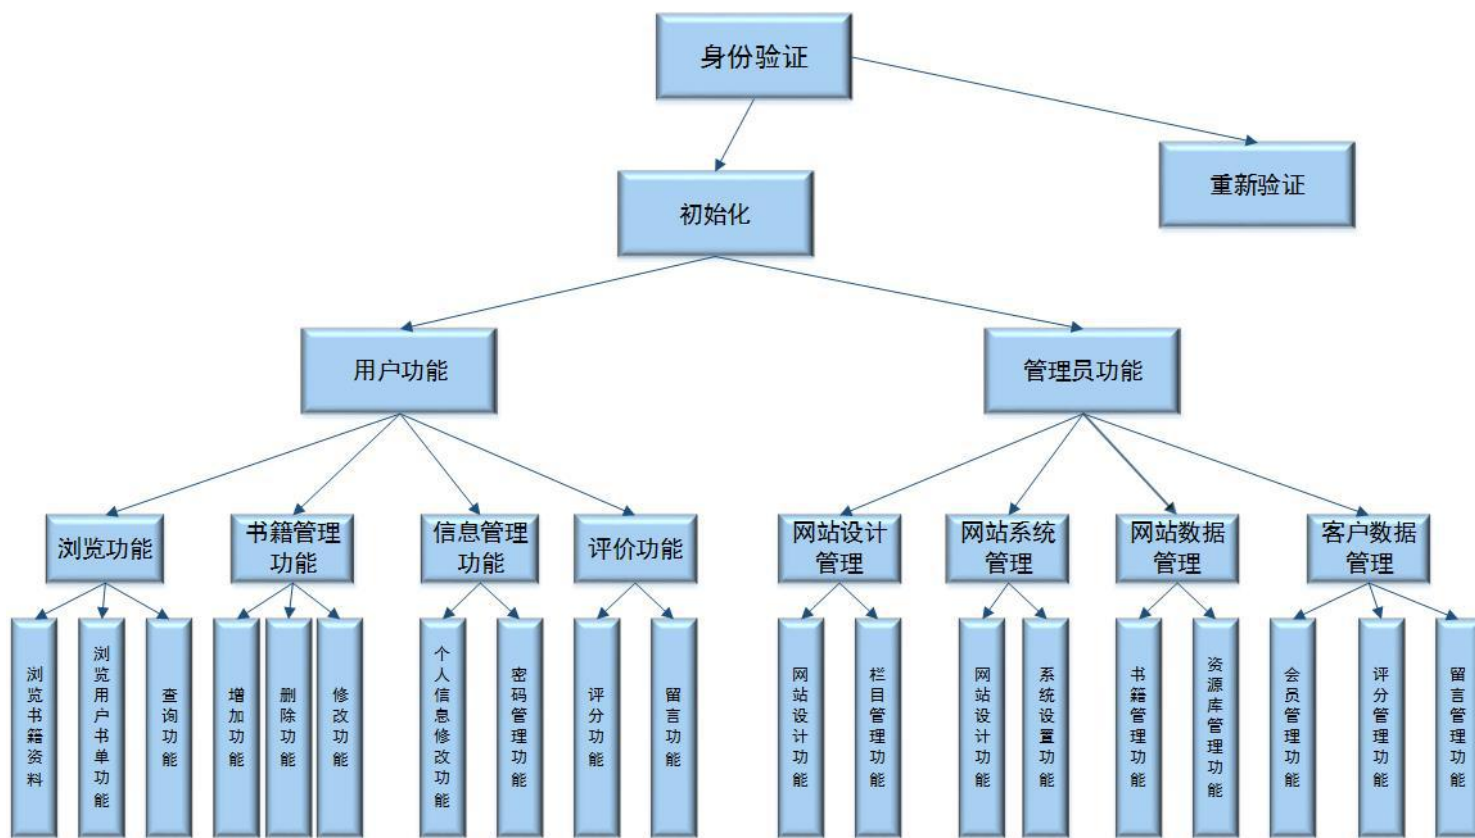 身份验证
重新验证
初始化
用户功能
管理员功能
浏览功能
书籍管理
功能
信息管理
功能
评价功能
网站设计
管理
网站系统
管理
网站数据
管理
客户数据
管理
浏览书籍资料
浏览用户书单功能
查询功能
增加功能
删除功能
修改功能
个人信息修改功能
密码管理功能
评分功能
留言功能
网站设计功能
栏目管理功能
网站设计功能
系统设置功能
书籍管理功能
资源库管理功能
会员管理功能
评分管理功能
留言管理功能